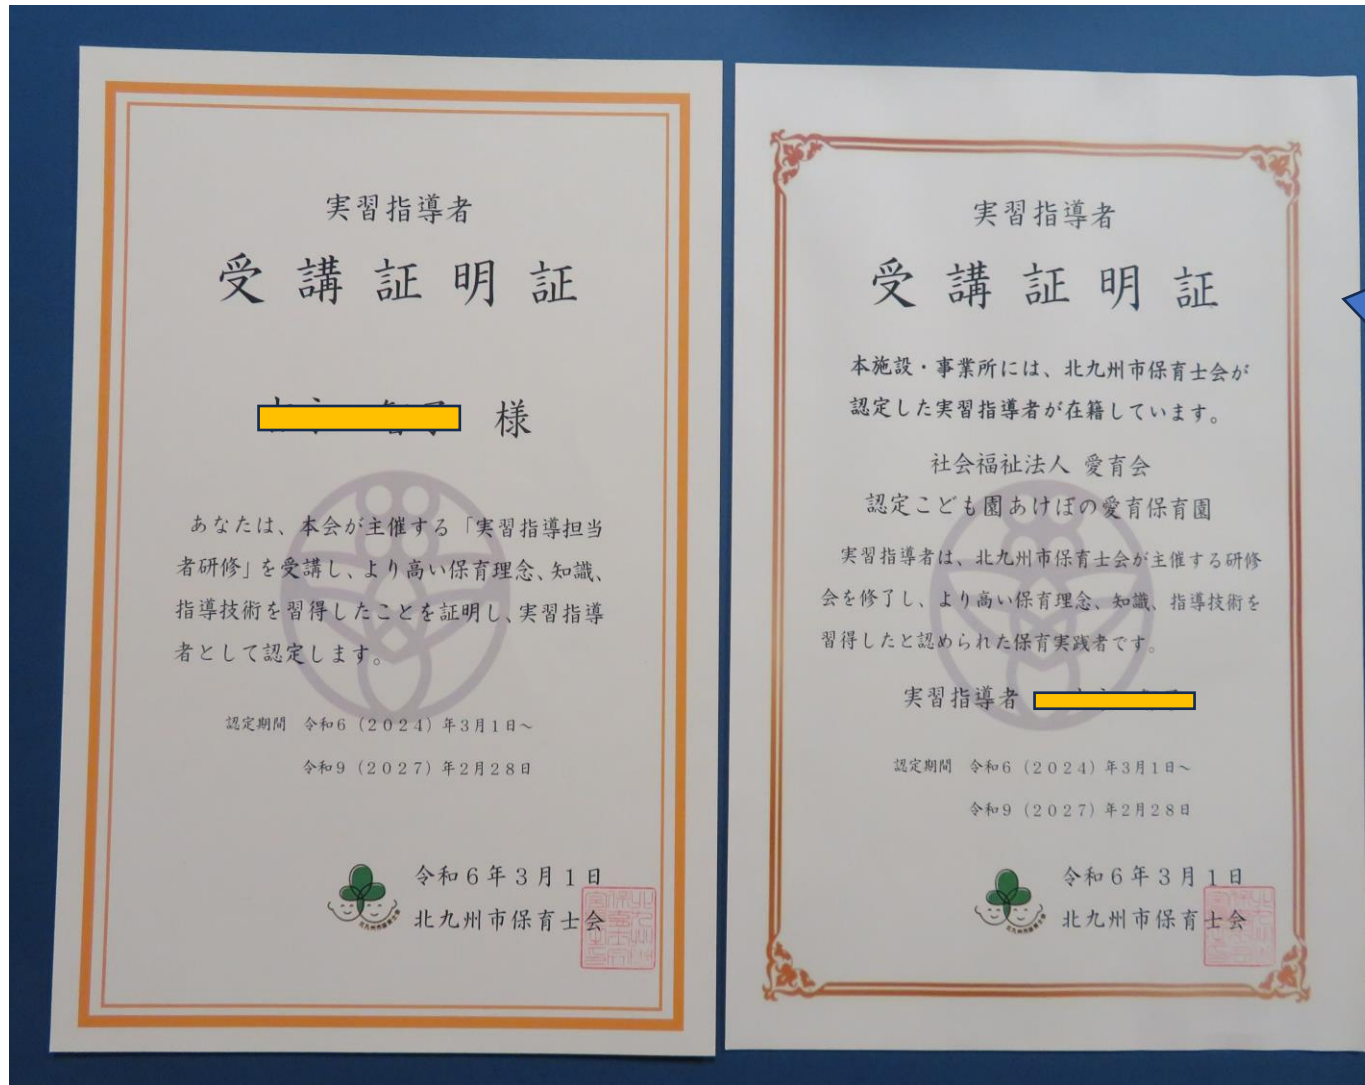 実習指導者
受講証明証
様
あなたは、本会が主催する「実習指導担当
者研修」を受講し、より高い保育理念、知識、
指導技術を習得したことを証明し、実習指導
者として認定します。
認定期間 令和6(2024)年3月1日~
令和9(2027)年2月28日
令和6年3月1日
北九州市保育士会
実習指導者
受講証明証
本施設・事業所には、北九州市保育士会が
認定した実習指導者が在籍しています。
社会福祉法人 愛育会
認定こども園あけぼの愛育保育園
実習指導者は、北九州市保育士会が主催する研修
会を修了し、より高い保育理念、知識、指導技術を
習得したと認められた保育実践者です。
実習指導者
認定期間 令和6(2024)年3月1日~
令和9(2027)年2月28日
令和6年3月1日
北九州市保育士会